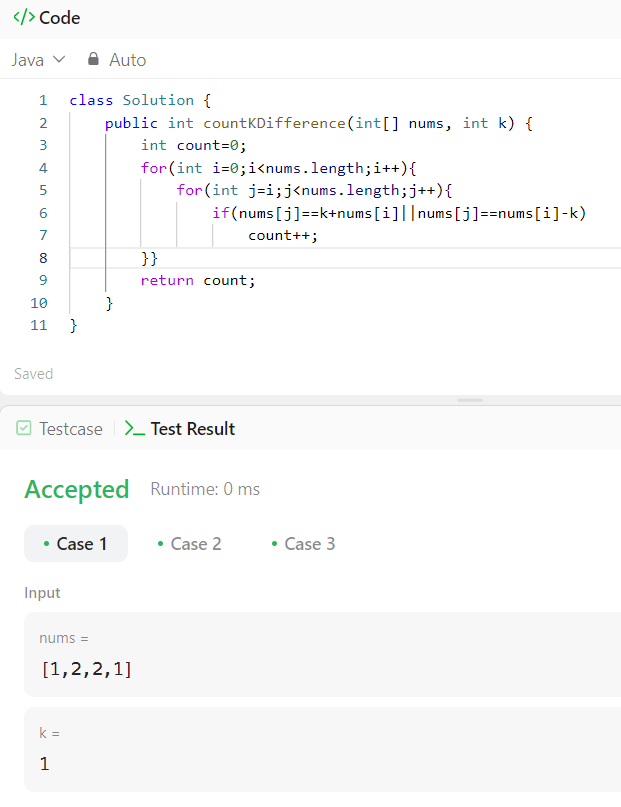 </> Code
Java Auto
1 class Solution {
2 public int countKDifference(int[] nums, int k) {
3 int count=0;
4 for(int i=0;i<nums.length;i++){
5 for(int j=i;j<nums.length;j++){
6 if(nums[j]==k+nums[i]||nums[j]==nums[i]-k)
7 count++;
8 }}
9 return count;
10 }
11 }
Saved
Testcase >_ Test Result
Accepted Runtime: 0 ms
• Case 1 • Case 2 • Case 3
Input
nums =
[1,2,2,1]
k =
1